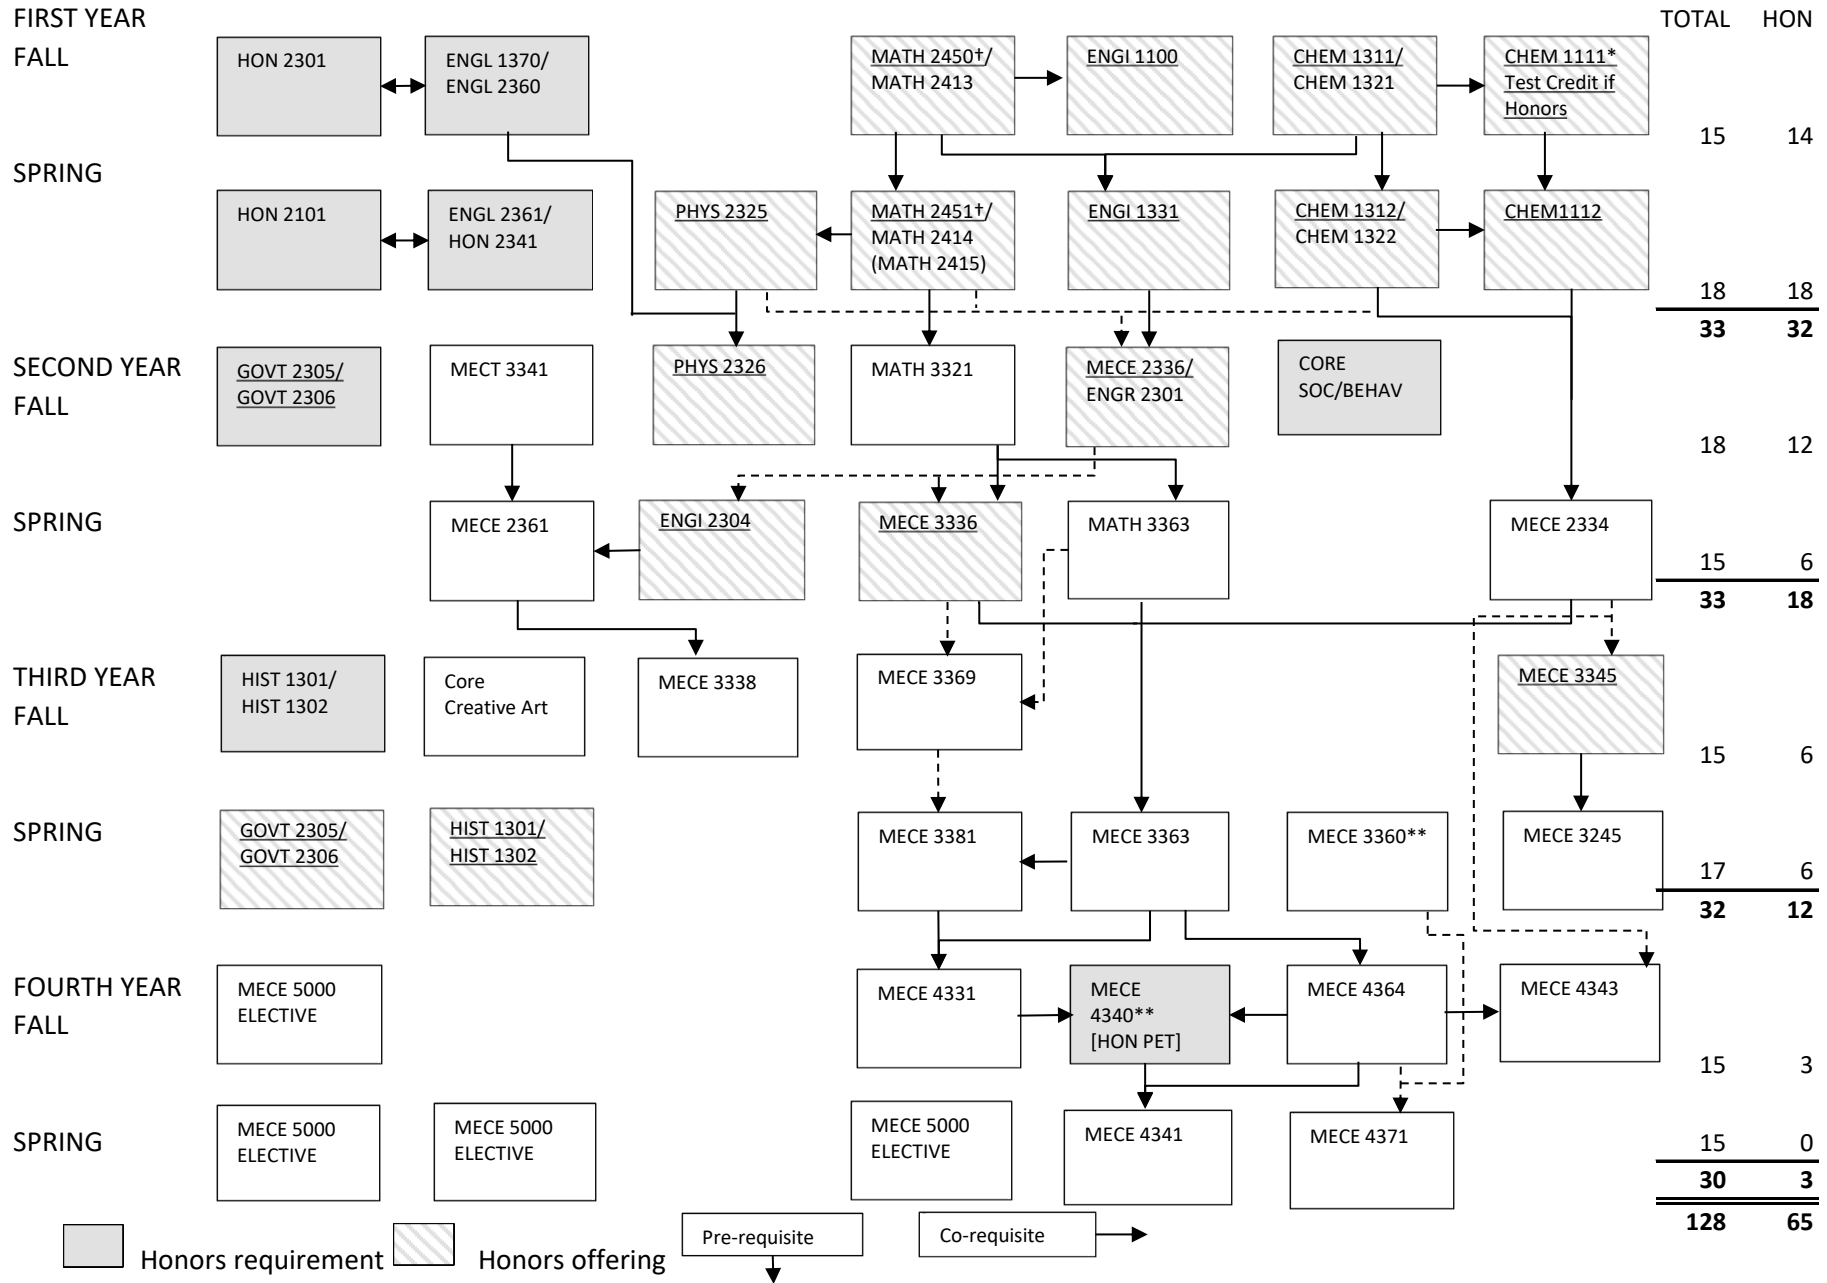 FIRST YEAR
FALL
TOTAL HON
HON 2301
ENGL 1370/
ENGL 2360
MATH 2450†/
MATH 2413
ENGI 1100
CHEM 1311/
CHEM 1321
CHEM 1111*
Test Credit if
Honors
15 14
SPRING
HON 2101
ENGL 2361/
HON 2341
PHYS 2325
MATH 2451†/
MATH 2414
(MATH 2415)
ENGI 1331
CHEM 1312/
CHEM 1322
CHEM1112
18 18
33 32
SECOND YEAR
FALL
GOVT 2305/
GOVT 2306
MECT 3341
PHYS 2326
MATH 3321
MECE 2336/
ENGR 2301
CORE
SOC/BEHAV
18 12
SPRING
MECE 2361
ENGI 2304
MECE 3336
MATH 3363
MECE 2334
15 6
33 18
THIRD YEAR
FALL
HIST 1301/
HIST 1302
Core
Creative Art
MECE 3338
MECE 3369
MECE 3345
15 6
SPRING
GOVT 2305/
GOVT 2306
HIST 1301/
HIST 1302
MECE 3381
MECE 3363
MECE 3360**
MECE 3245
17 6
32 12
FOURTH YEAR
FALL
MECE 5000
ELECTIVE
MECE 4331
MECE
4340**
[HON PET]
MECE 4364
MECE 4343
15 3
SPRING
MECE 5000
ELECTIVE
MECE 5000
ELECTIVE
MECE 5000
ELECTIVE
MECE 4341
MECE 4371
15 0
30 3
128 65
Honors requirement
Honors offering
Pre-requisite
Co-requisite